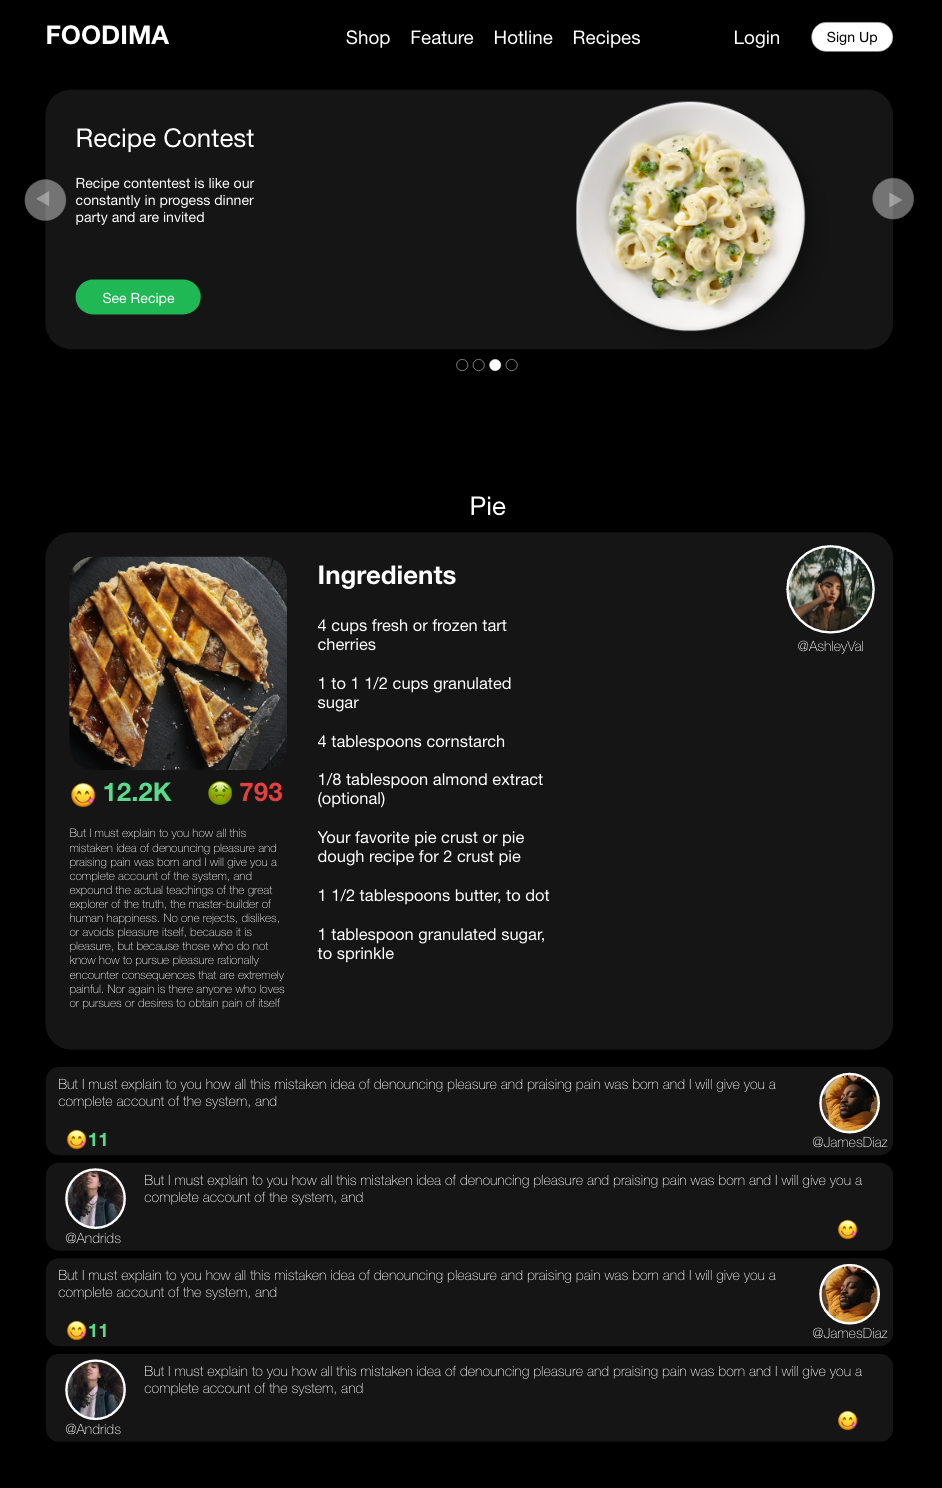 FOODIMA
Shop Feature Hotline Recipes Login Sign Up
Recipe Contest
Recipe contentest is like our
constantly in progess dinner
party and are invited
See Recipe
Pie
Ingredients
4 cups fresh or frozen tart
cherries
1 to 1 1/2 cups granulated
sugar
4 tablespoons cornstarch
1/8 tablespoon almond extract
(optional)
Your favorite pie crust or pie
dough recipe for 2 crust pie
1 1/2 tablespoons butter, to dot
1 tablespoon granulated sugar,
to sprinkle
@AshleyVal
😋 12.2K 🤢 793
But I must explain to you how all this
mistaken idea of denouncing pleasure and
praising pain was born and I will give you a
complete account of the system, and
expound the actual teachings of the great
explorer of the truth, the master-builder of
human happiness. No one rejects, dislikes,
or avoids pleasure itself, because it is
pleasure, but because those who do not
know how to pursue pleasure rationally
encounter consequences that are extremely
painful. Nor again is there anyone who loves
or pursues or desires to obtain pain of itself
But I must explain to you how all this mistaken idea of denouncing pleasure and praising pain was born and I will give you a
complete account of the system, and
😋11
@JamesDiaz
But I must explain to you how all this mistaken idea of denouncing pleasure and praising pain was born and I will give you a
complete account of the system, and
@Andrids
😋
But I must explain to you how all this mistaken idea of denouncing pleasure and praising pain was born and I will give you a
complete account of the system, and
😋11
@JamesDiaz
But I must explain to you how all this mistaken idea of denouncing pleasure and praising pain was born and I will give you a
complete account of the system, and
@Andrids
😋